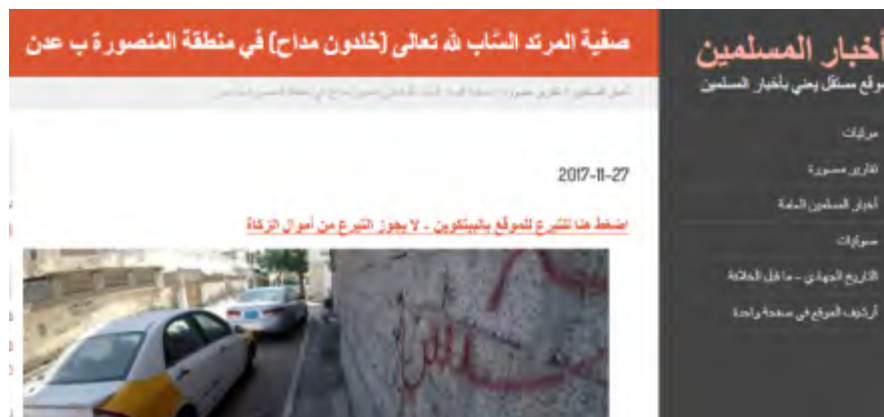 صفية المرتد السَّاب لله تعالى (خلدون مداح) في منطقة المنصورة ب عدن
أخبار المسلمين
موقع مستقل يعني بأخبار المسلمين
مرئيات
تقارير مصورة
أخبار المسلمين العامة
صوتيات
التاريخ الجهادي - ما قبل الخلافة
أرشيف الموقع في صفحة واحدة
2017-11-27
اضغط هنا للتبرع للموقع بالبيتكوين - لا يجوز التبرع من أموال الزكاة